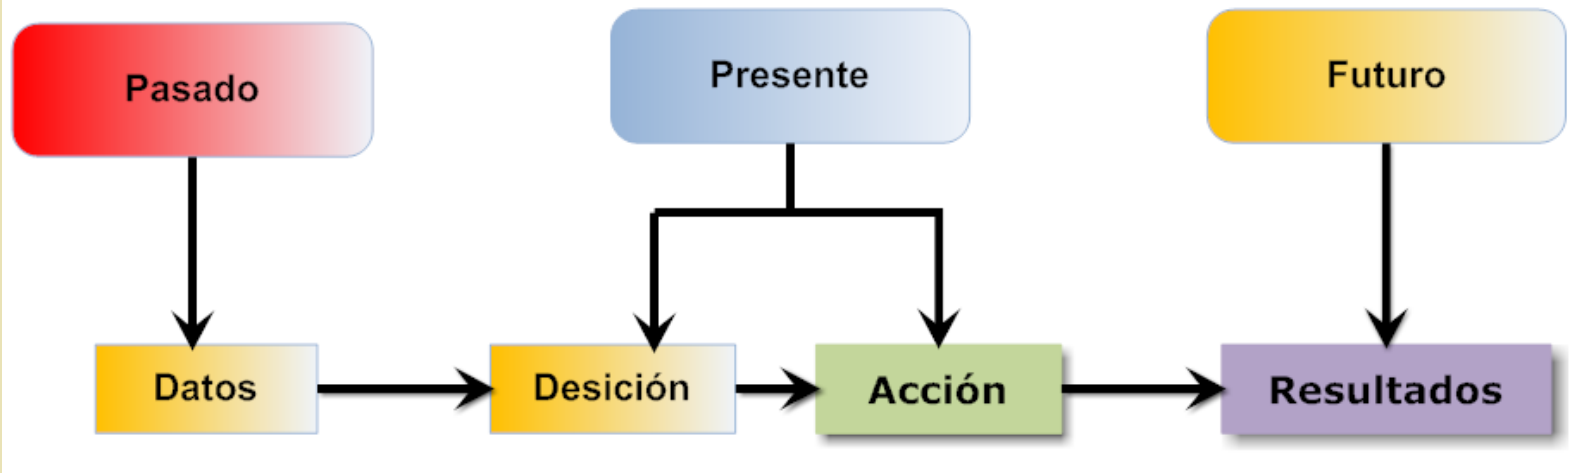 Pasado
Presente
Futuro
Datos
Desición
Acción
Resultados